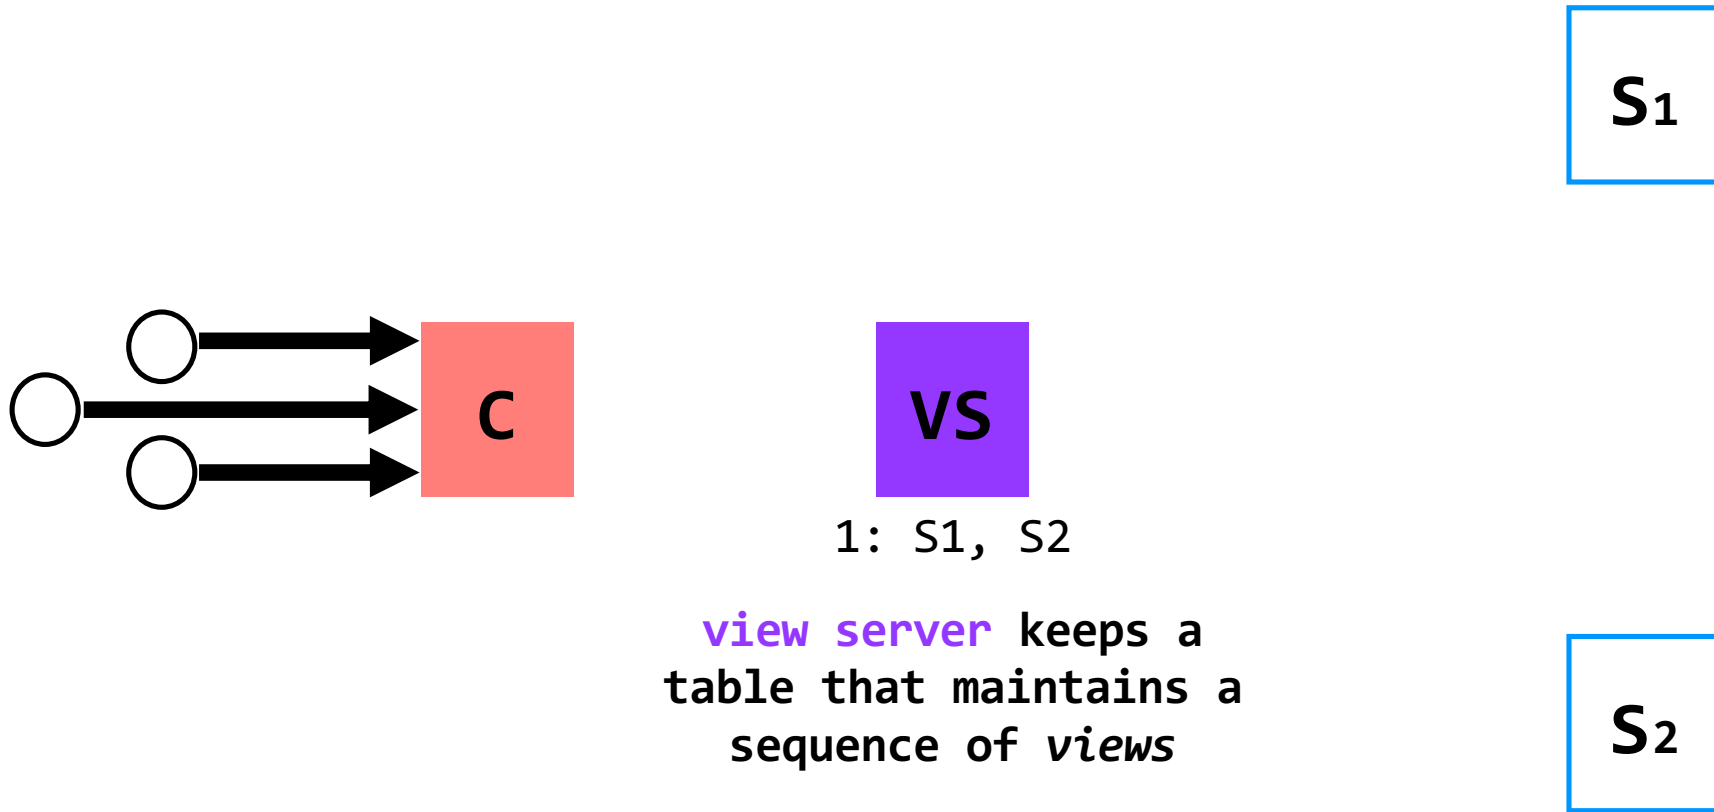 S1
C
VS
1: S1, S2
view server keeps a
table that maintains a
sequence of views
S2